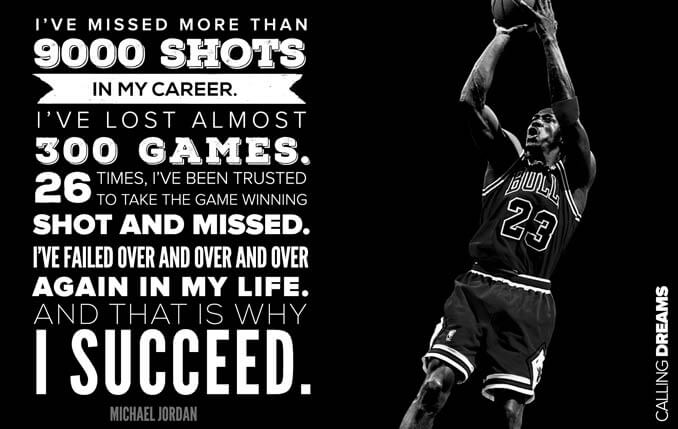 I'VE MISSED MORE THAN
9000 SHOTS
IN MY CAREER.
I'VE LOST ALMOST
300 GAMES.
26 TIMES, I'VE BEEN TRUSTED
TO TAKE THE GAME WINNING
SHOT AND MISSED.
I'VE FAILED OVER AND OVER AND OVER
AGAIN IN MY LIFE.
AND THAT IS WHY
I SUCCEED.
MICHAEL JORDAN
BULL
23
CALLING DREAMS